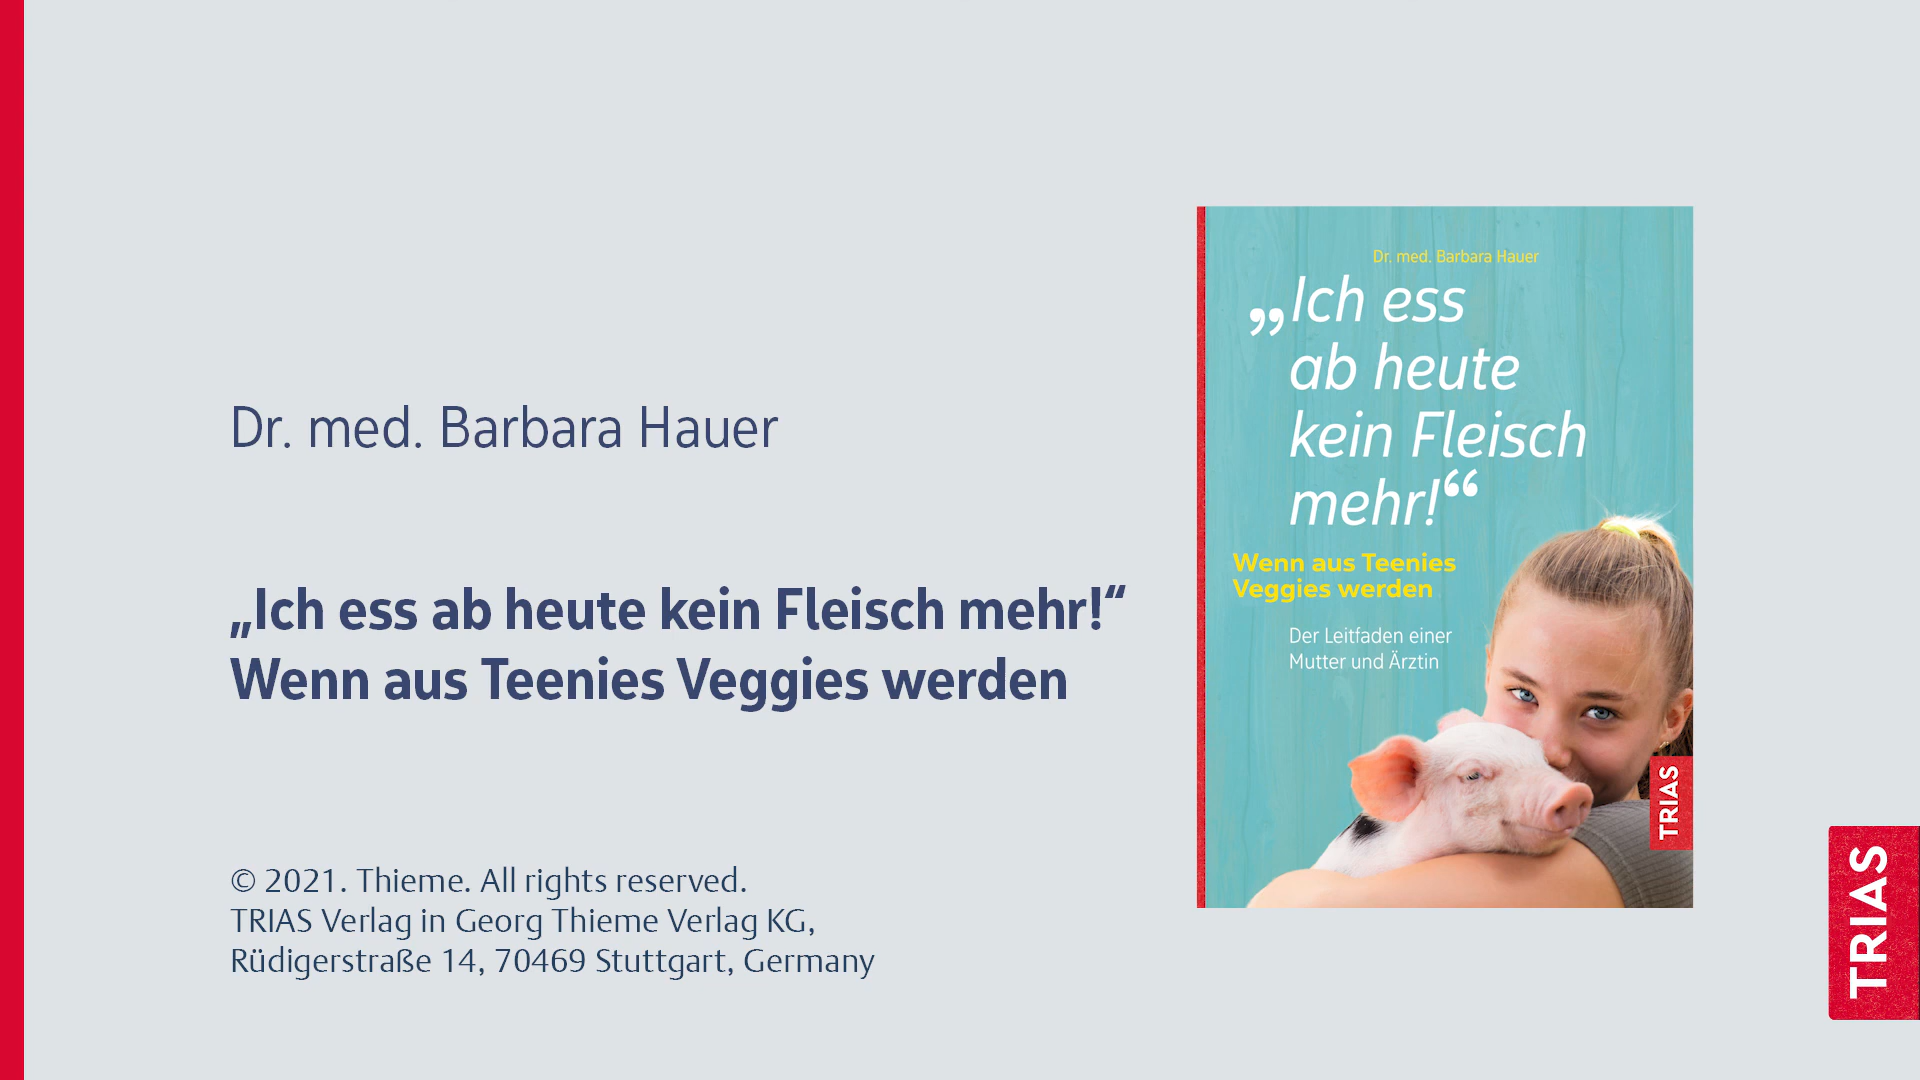 Dr. med. Barbara Hauer
„Ich ess ab heute kein Fleisch mehr!“
Wenn aus Teenies Veggies werden
© 2021. Thieme. All rights reserved.
TRIAS Verlag in Georg Thieme Verlag KG,
Rüdigerstraße 14, 70469 Stuttgart, Germany
Dr. med. Barbara Hauer
„Ich ess
ab heute
kein Fleisch
mehr!“
Wenn aus Teenies
Veggies werden
Der Leitfaden einer
Mutter und Ärztin
TRIAS
TRIAS